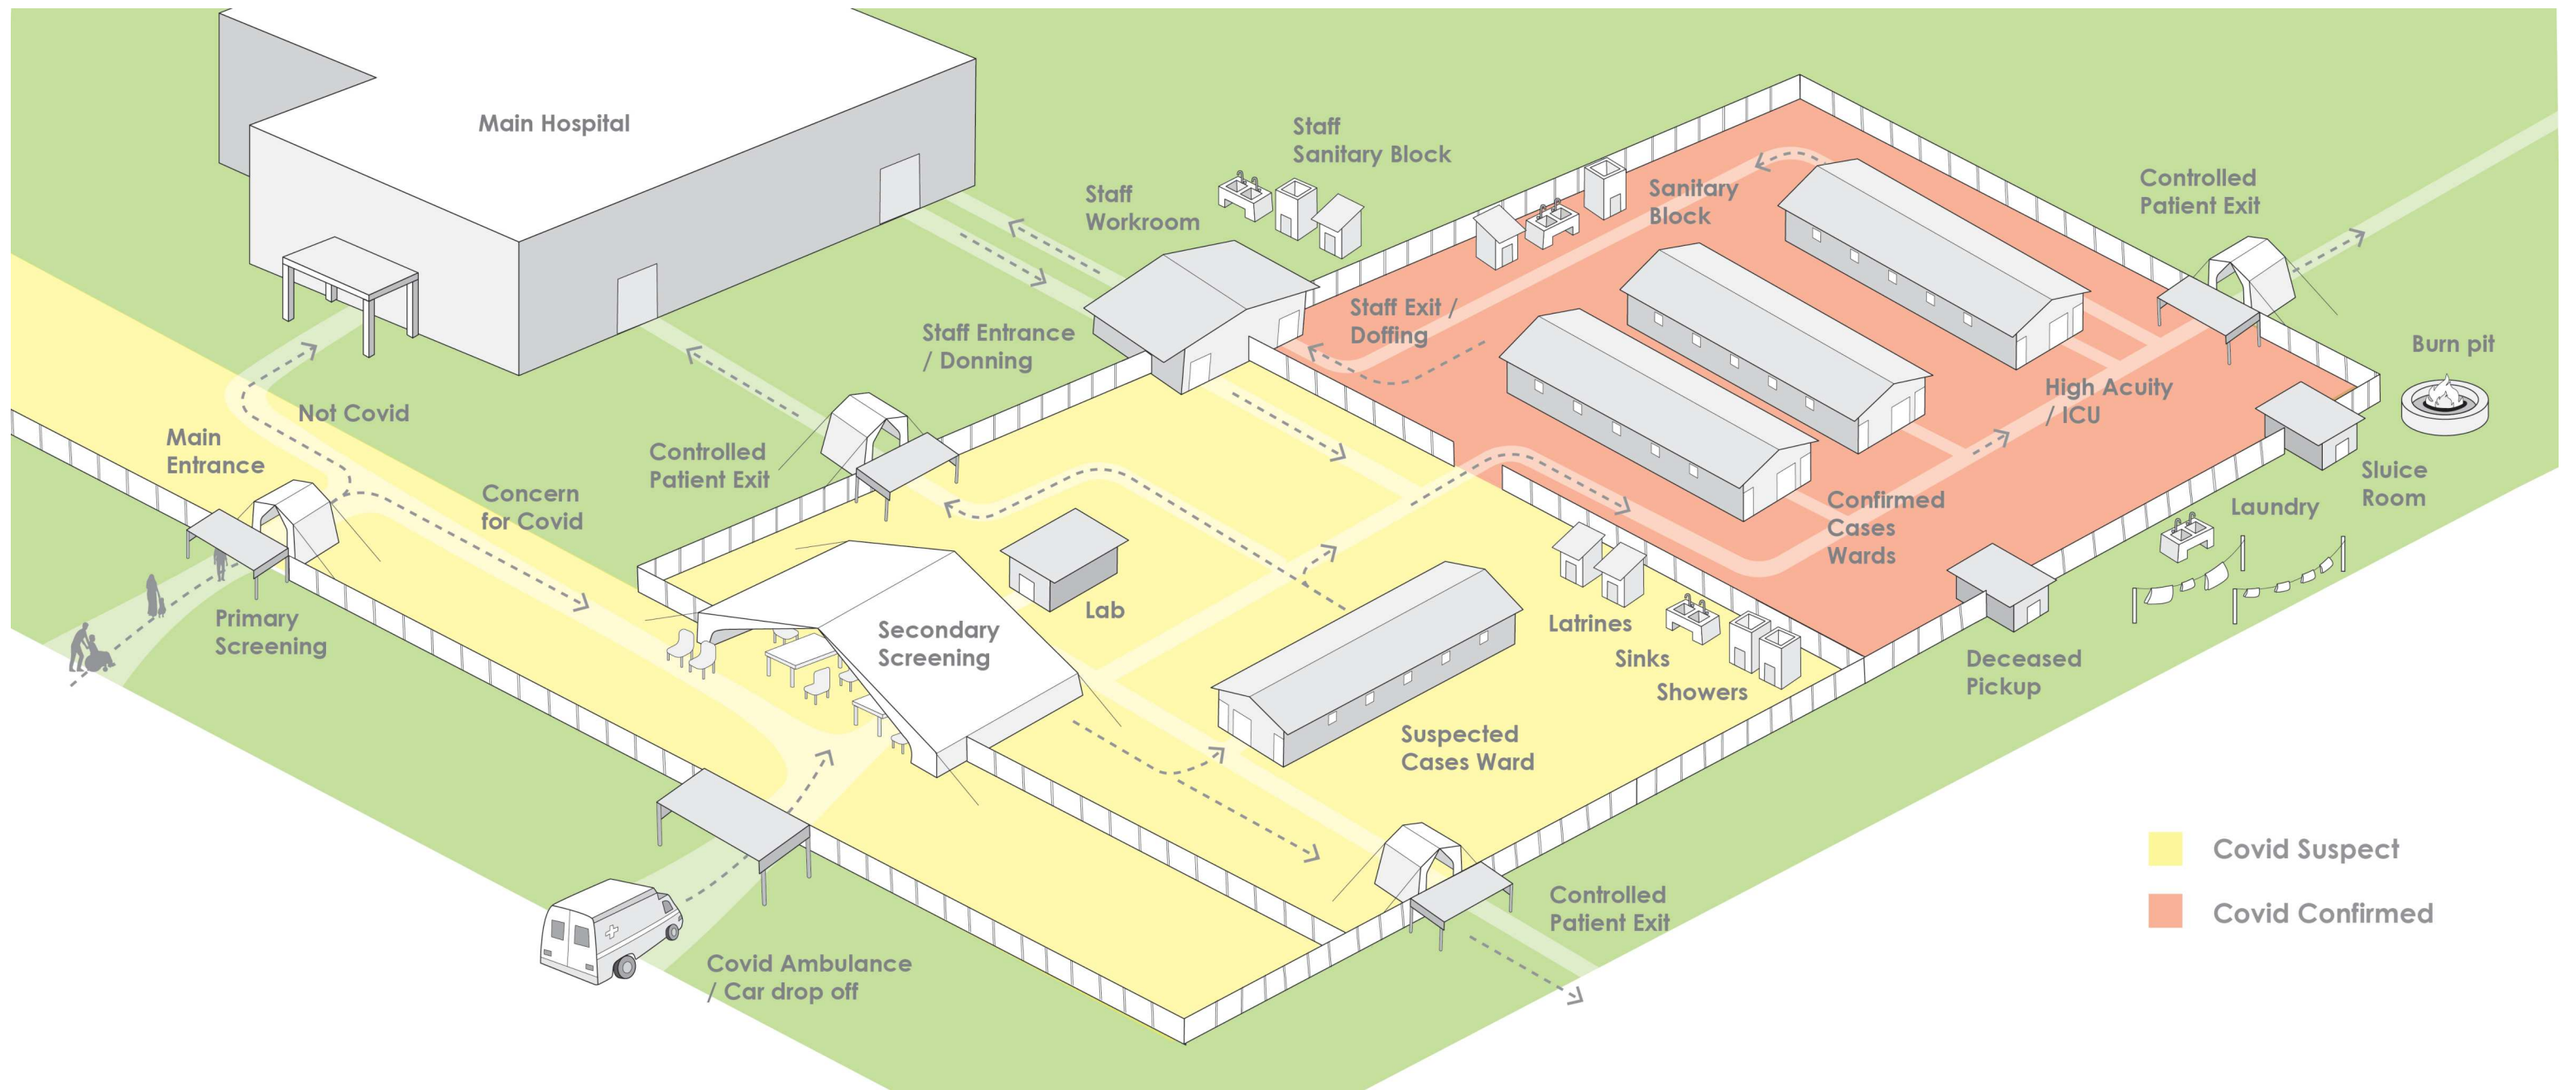 Main Hospital
Staff
Sanitary Block
Staff
Workroom
Sanitary
Block
Controlled
Patient Exit
Staff Entrance
/ Donning
Staff Exit /
Doffing
Burn pit
High Acuity
/ ICU
Not Covid
Main
Entrance
Controlled
Patient Exit
Concern
for Covid
Sluice
Room
Laundry
Confirmed
Cases
Wards
Primary
Screening
Secondary
Screening
Lab
Latrines
Sinks
Showers
Deceased
Pickup
Suspected
Cases Ward
Covid Suspect
Covid Confirmed
Controlled
Patient Exit
Covid Ambulance
/ Car drop off